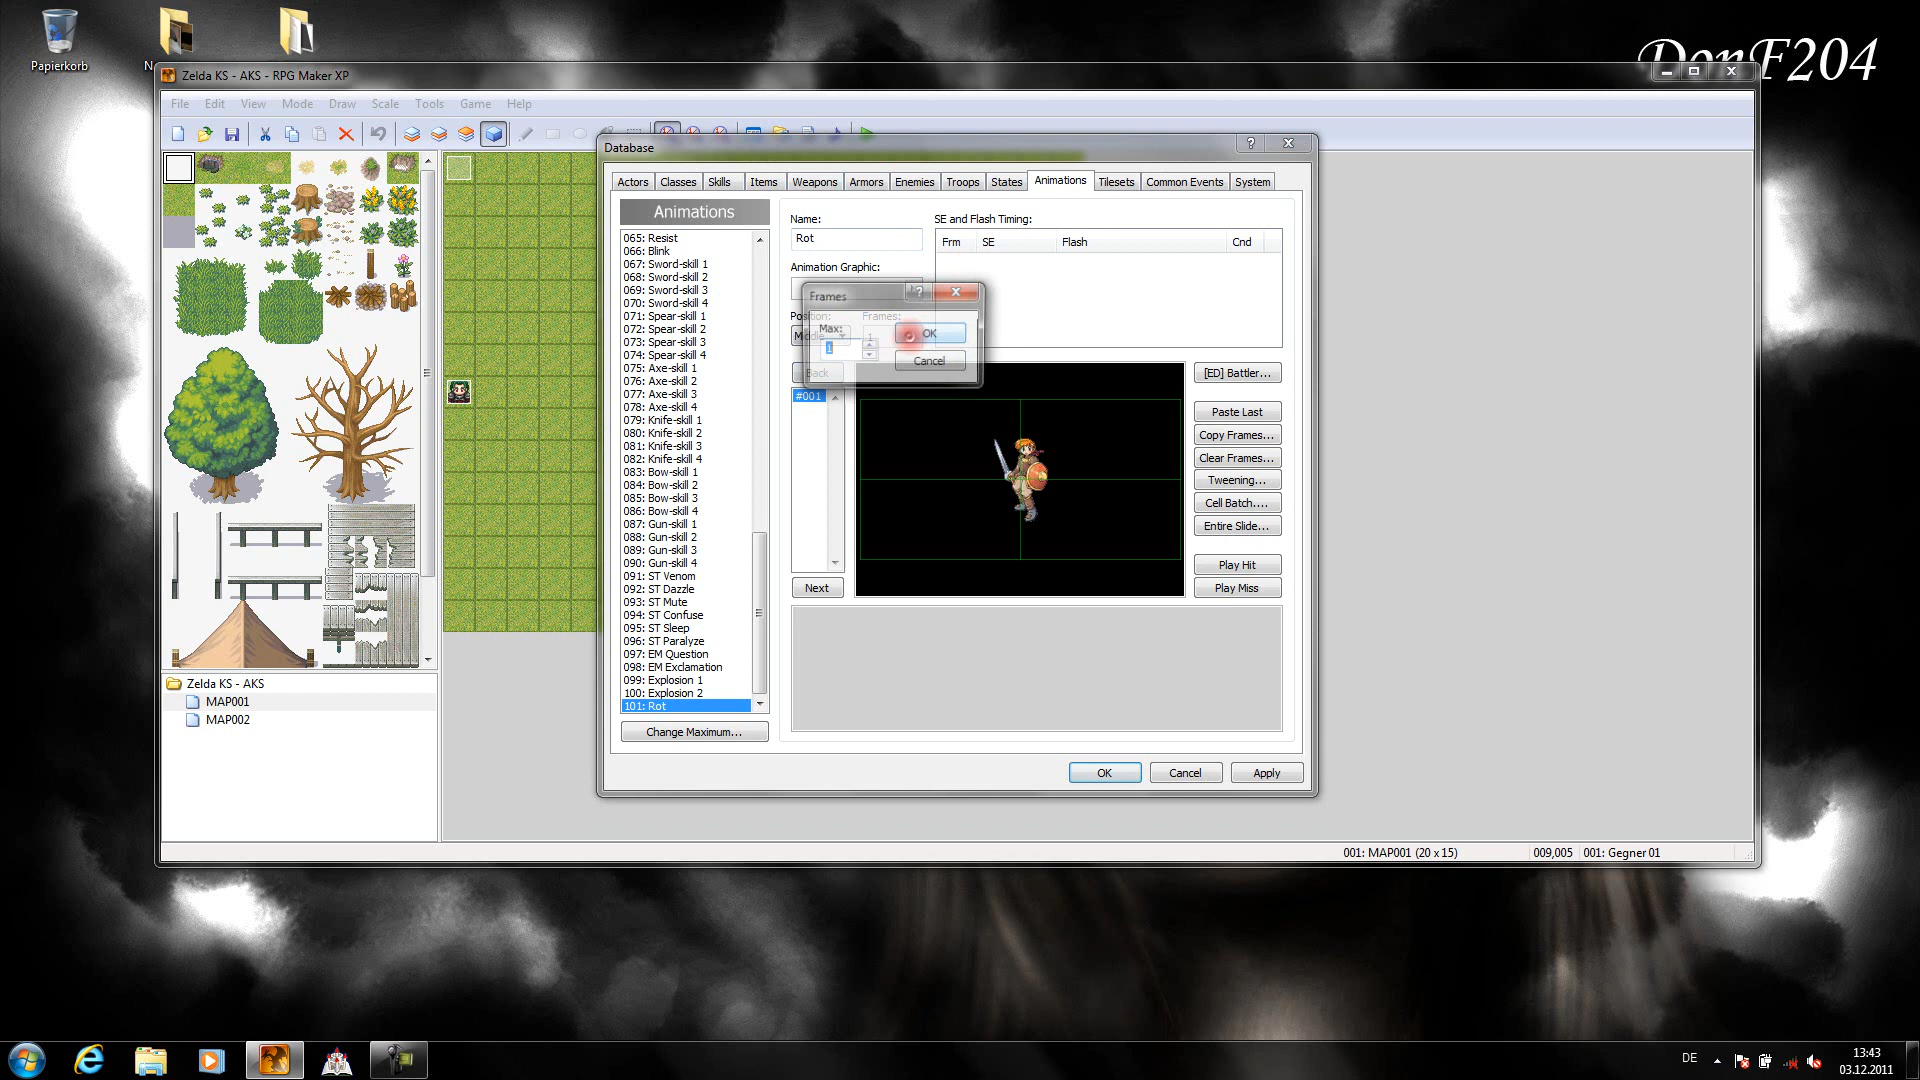 Papierkorb
N
DonF204
Zelda KS - AKS - RPG Maker XP
File Edit View Mode Draw Scale Tools Game Help
Database
Actors Classes Skills Items Weapons Armors Enemies Troops States Animations Tilesets Common Events System
Animations
065: Resist
066: Blink
067: Sword-skill 1
068: Sword-skill 2
069: Sword-skill 3
070: Sword-skill 4
071: Spear-skill 1
072: Spear-skill 2
073: Spear-skill 3
074: Spear-skill 4
075: Axe-skill 1
076: Axe-skill 2
077: Axe-skill 3
078: Axe-skill 4
079: Knife-skill 1
080: Knife-skill 2
081: Knife-skill 3
082: Knife-skill 4
083: Bow-skill 1
084: Bow-skill 2
085: Bow-skill 3
086: Bow-skill 4
087: Gun-skill 1
088: Gun-skill 2
089: Gun-skill 3
090: Gun-skill 4
091: ST Venom
092: ST Dazzle
093: ST Mute
094: ST Confuse
095: ST Sleep
096: ST Paralyze
097: EM Question
098: EM Exclamation
099: Explosion 1
100: Explosion 2
101: Rot
Change Maximum...
Name:
Rot
Animation Graphic:
Position: Frames:
Middle 1
Back
#001
Next
Frames
Max:
1
OK
Cancel
SE and Flash Timing:
Frm SE Flash Cnd
[ED] Battler...
Paste Last
Copy Frames...
Clear Frames...
Tweening...
Cell Batch....
Entire Slide...
Play Hit
Play Miss
OK Cancel Apply
Zelda KS - AKS
MAP001
MAP002
001: MAP001 (20 x 15) 009,005 001: Gegner 01
DE
13:43
03.12.2011